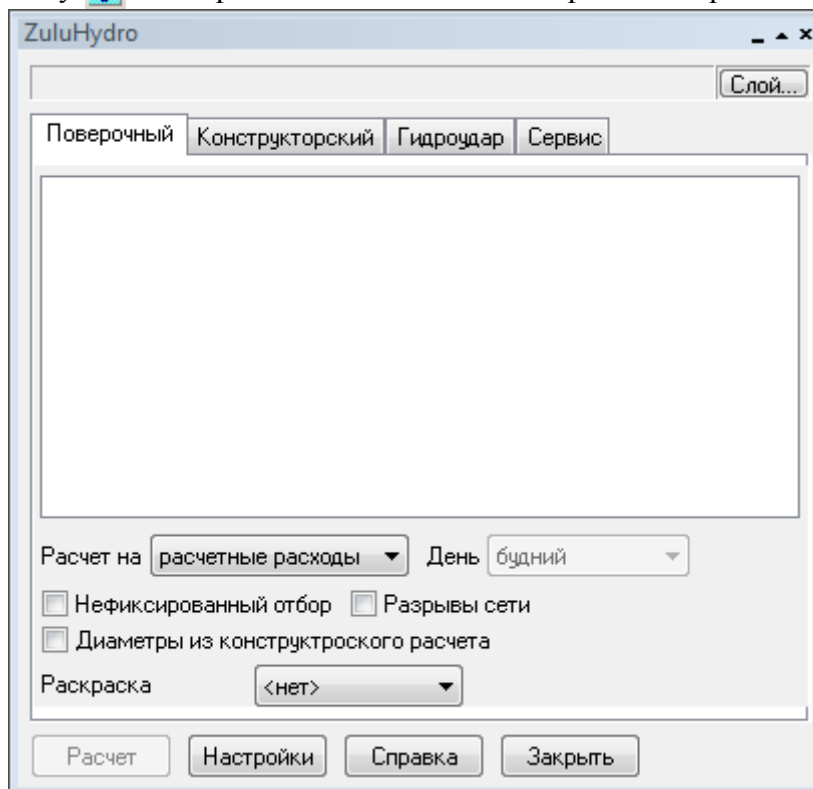 ZuluHydro
Слой...
Поверочный Конструкторский Гидроудар Сервис
Расчет на расчетные расходы День будний
Нефиксированный отбор Разрывы сети
Диаметры из конструктроского расчета
Раскраска <нет>
Расчет Настройки Справка Закрыть